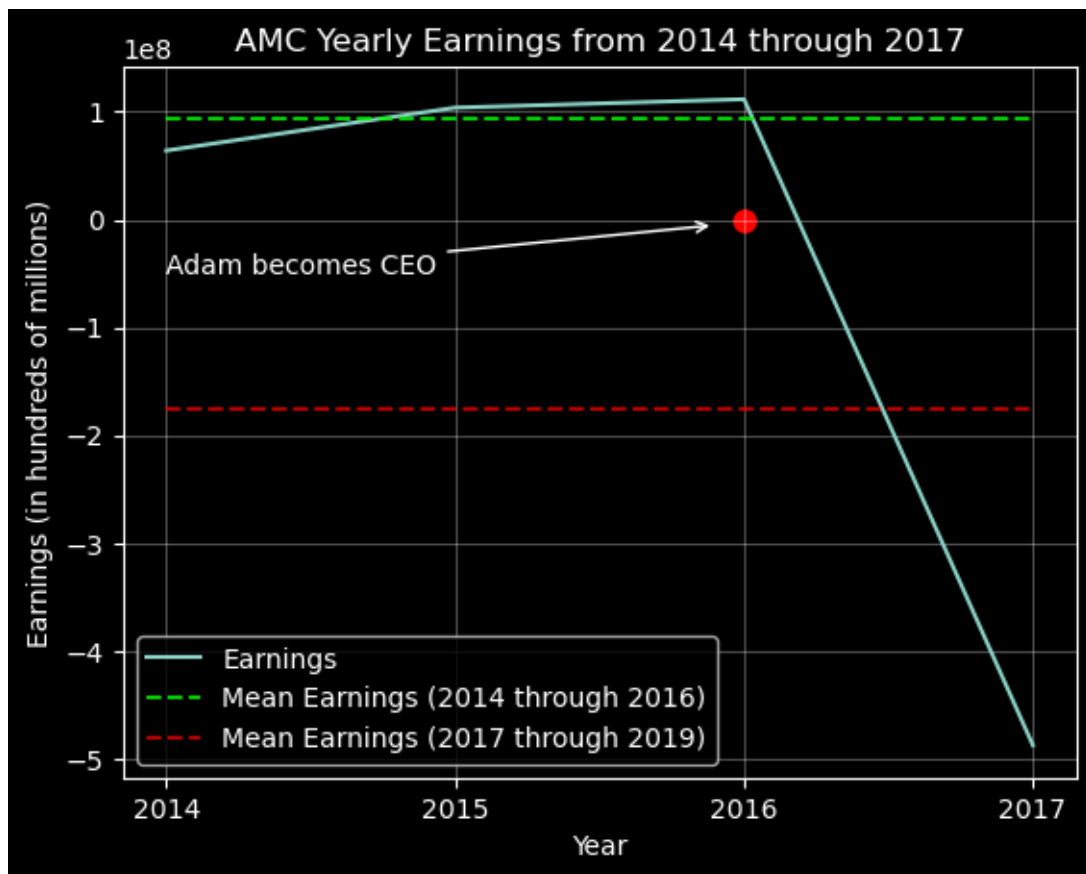 AMC Yearly Earnings from 2014 through 2017
1e8
1
0
−1
−2
−3
−4
−5
Earnings (in hundreds of millions)
Adam becomes CEO
Earnings
Mean Earnings (2014 through 2016)
Mean Earnings (2017 through 2019)
2014 2015 2016 2017
Year